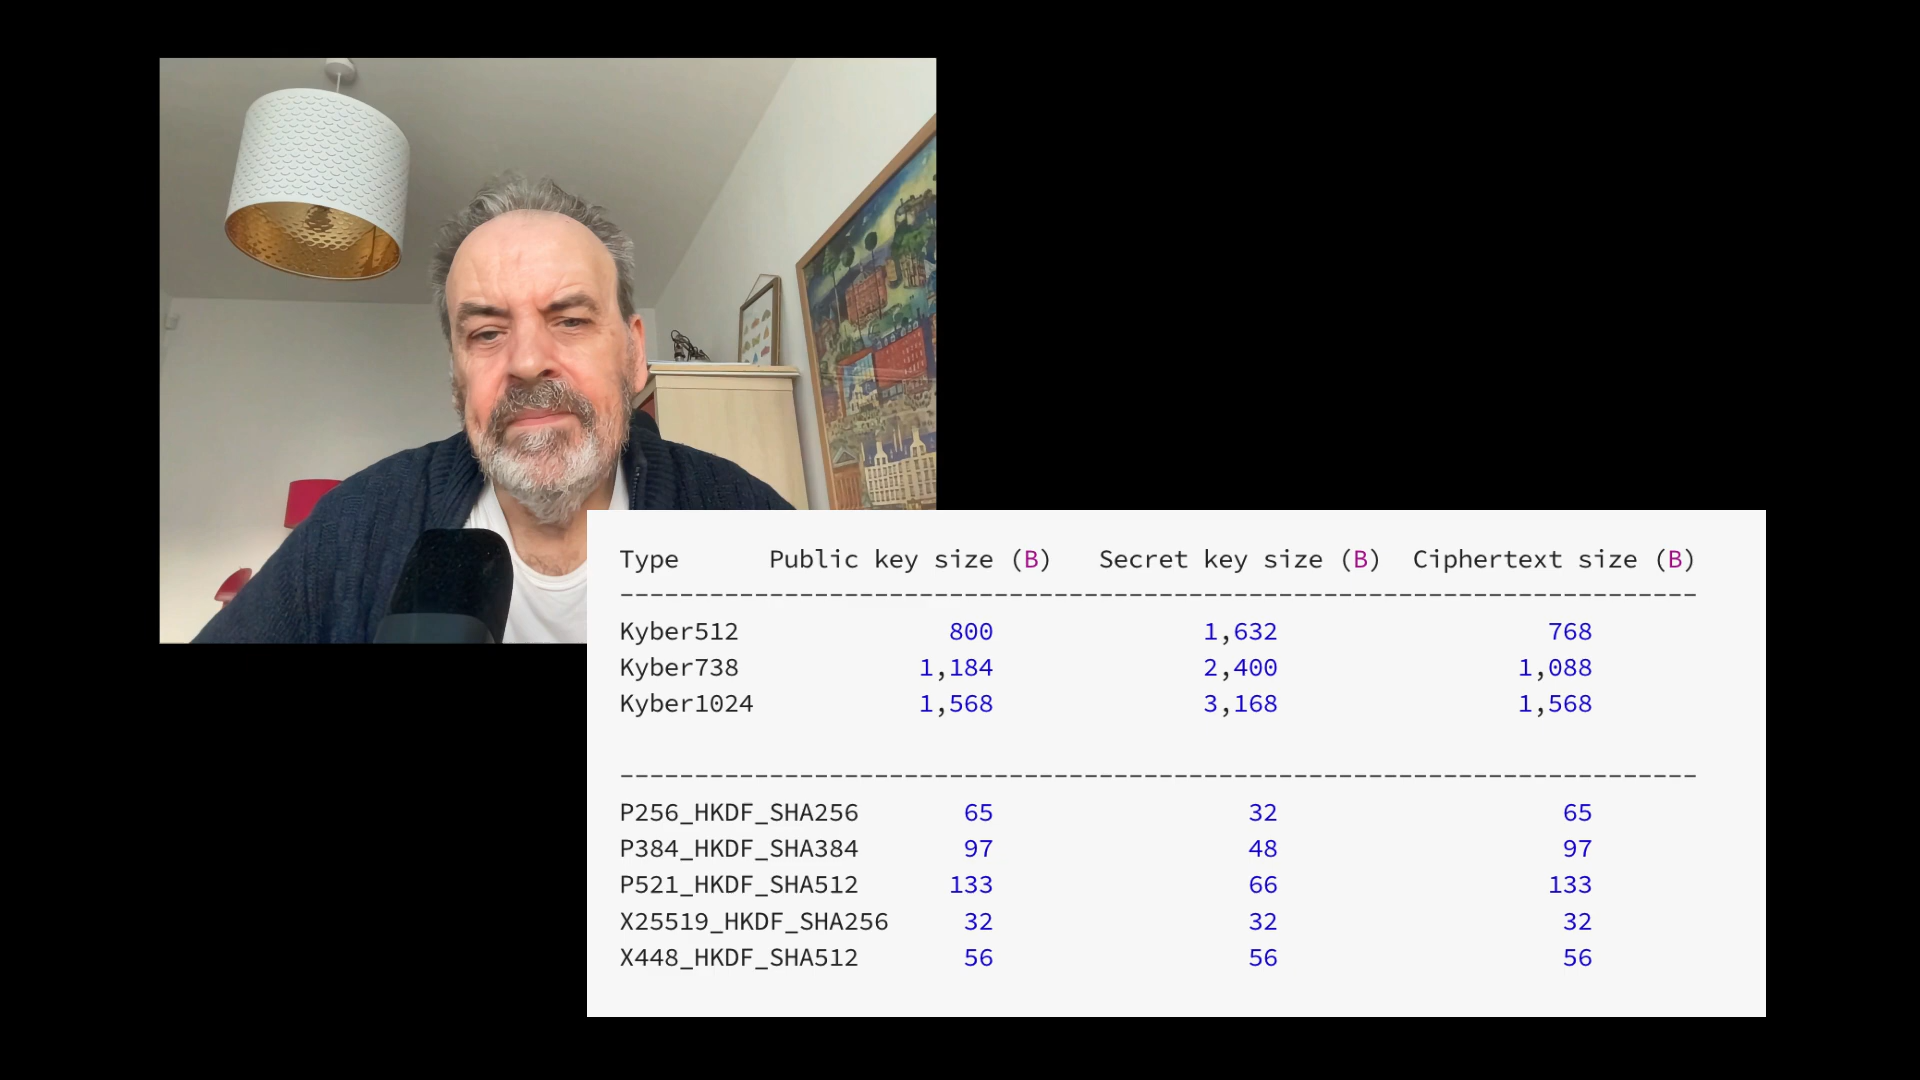 Type      Public key size (B)   Secret key size (B)  Ciphertext size (B)
------------------------------------------------------------------------
Kyber512              800              1,632                  768
Kyber738            1,184              2,400                1,088
Kyber1024           1,568              3,168                1,568
------------------------------------------------------------------------
P256_HKDF_SHA256       65                 32                   65
P384_HKDF_SHA384       97                 48                   97
P521_HKDF_SHA512      133                 66                  133
X25519_HKDF_SHA256     32                 32                   32
X448_HKDF_SHA512       56                 56                   56